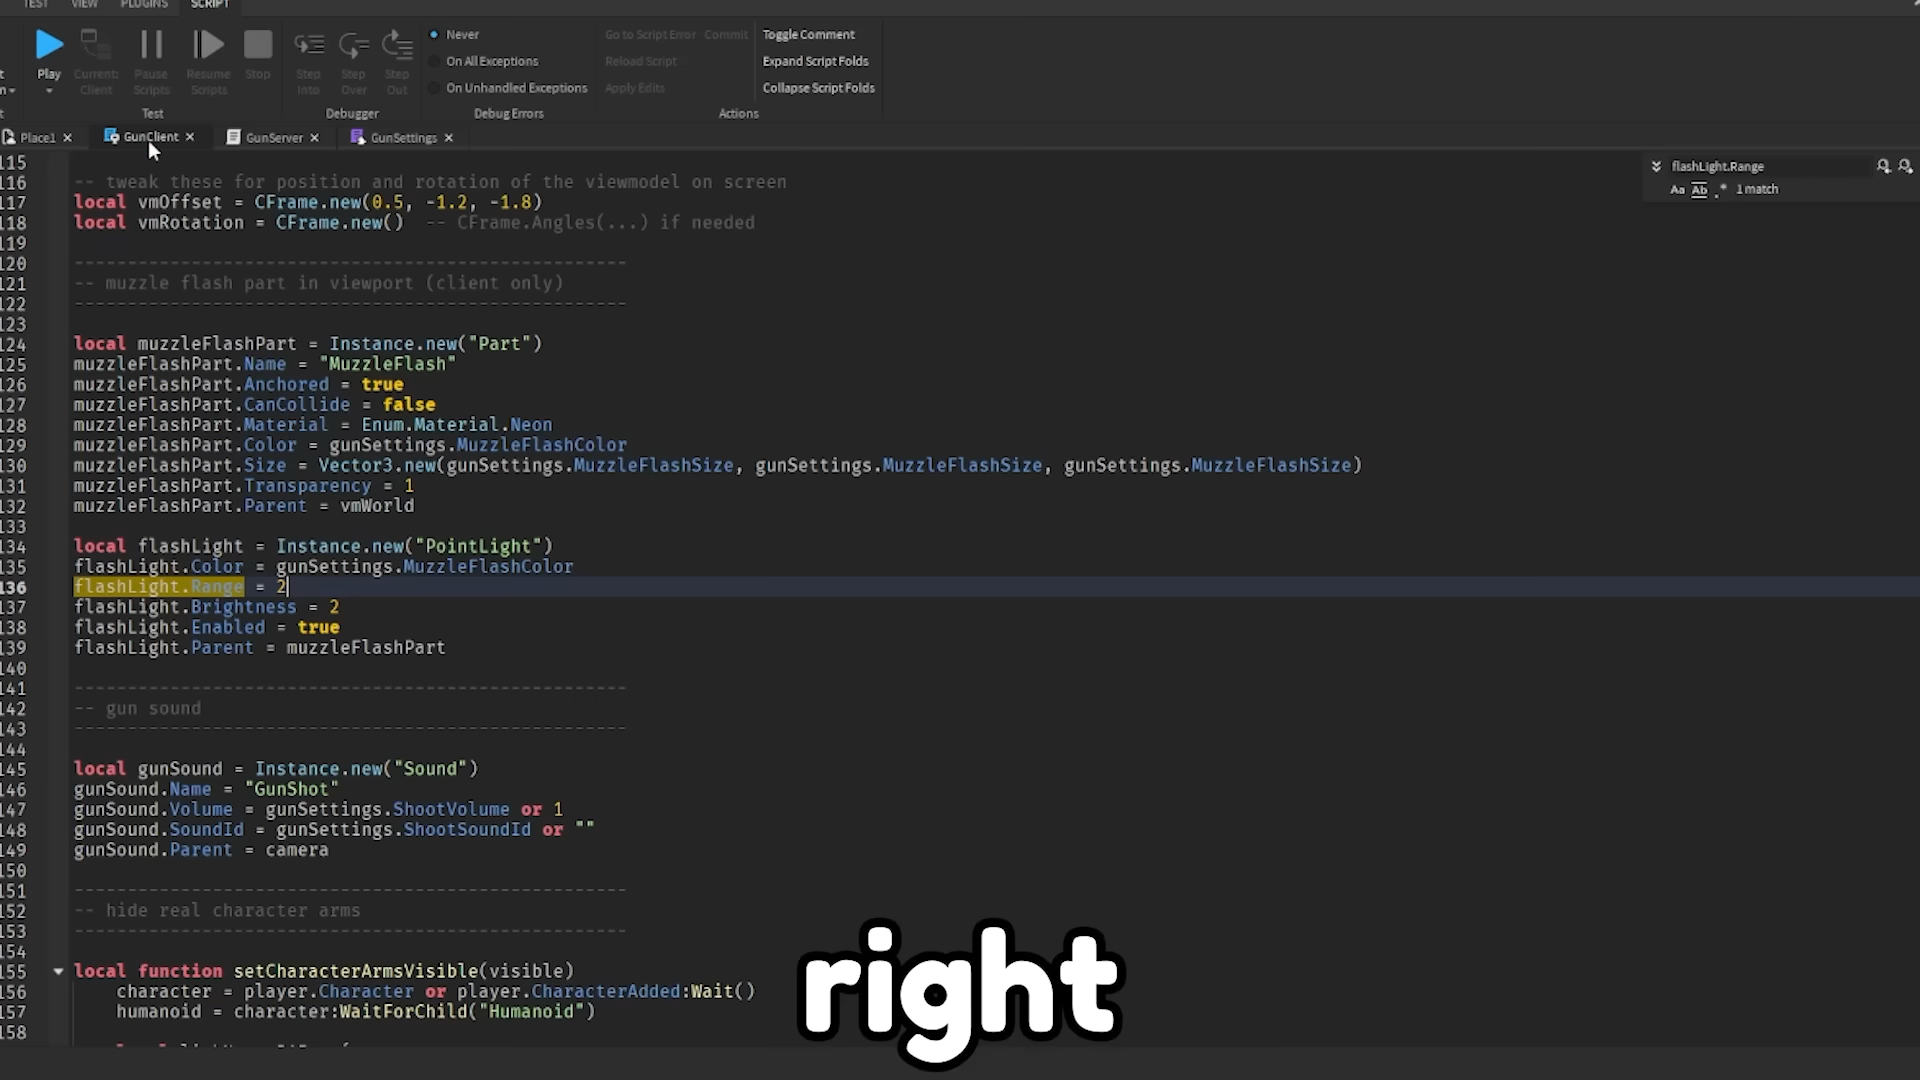 TEST VIEW PLUGINS SCRIPT
Play
Current: Client
Pause Scripts
Resume Scripts
Stop
Step Into
Step Over
Step Out
Never
On All Exceptions
On Unhandled Exceptions
Go to Script Error Commit
Reload Script
Apply Edits
Toggle Comment
Expand Script Folds
Collapse Script Folds
Test Debugger Debug Errors Actions
Place1 × GunClient × GunServer × GunSettings ×
flashLight.Range
Aa Ab .* 1 match
115
116 -- tweak these for position and rotation of the viewmodel on screen
117 local vmOffset = CFrame.new(0.5, -1.2, -1.8)
118 local vmRotation = CFrame.new() -- CFrame.Angles(...) if needed
119
120 ----------------------------------------------------
121 -- muzzle flash part in viewport (client only)
122 ----------------------------------------------------
123
124 local muzzleFlashPart = Instance.new("Part")
125 muzzleFlashPart.Name = "MuzzleFlash"
126 muzzleFlashPart.Anchored = true
127 muzzleFlashPart.CanCollide = false
128 muzzleFlashPart.Material = Enum.Material.Neon
129 muzzleFlashPart.Color = gunSettings.MuzzleFlashColor
130 muzzleFlashPart.Size = Vector3.new(gunSettings.MuzzleFlashSize, gunSettings.MuzzleFlashSize, gunSettings.MuzzleFlashSize)
131 muzzleFlashPart.Transparency = 1
132 muzzleFlashPart.Parent = vmWorld
133
134 local flashLight = Instance.new("PointLight")
135 flashLight.Color = gunSettings.MuzzleFlashColor
136 flashLight.Range = 2
137 flashLight.Brightness = 2
138 flashLight.Enabled = true
139 flashLight.Parent = muzzleFlashPart
140
141 ----------------------------------------------------
142 -- gun sound
143 ----------------------------------------------------
144
145 local gunSound = Instance.new("Sound")
146 gunSound.Name = "GunShot"
147 gunSound.Volume = gunSettings.ShootVolume or 1
148 gunSound.SoundId = gunSettings.ShootSoundId or ""
149 gunSound.Parent = camera
150
151 ----------------------------------------------------
152 -- hide real character arms
153 ----------------------------------------------------
154
155 local function setCharacterArmsVisible(visible)
156 character = player.Character or player.CharacterAdded:Wait()
157 humanoid = character:WaitForChild("Humanoid")
158
right